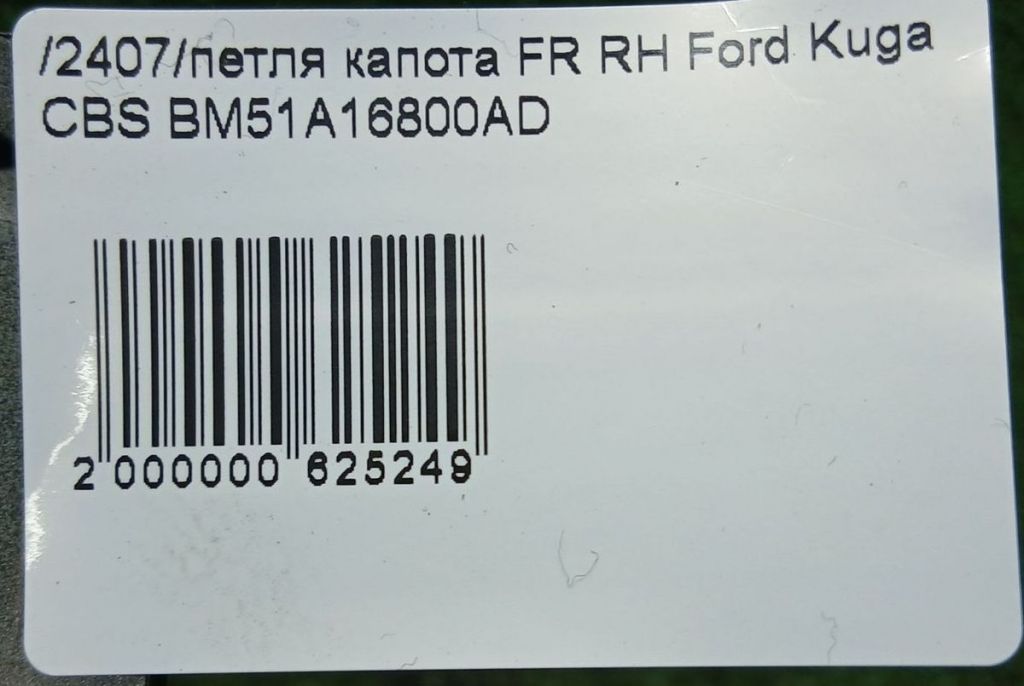 /2407/петля капота FR RH Ford Kuga
CBS BM51A16800AD
2 000000 625249